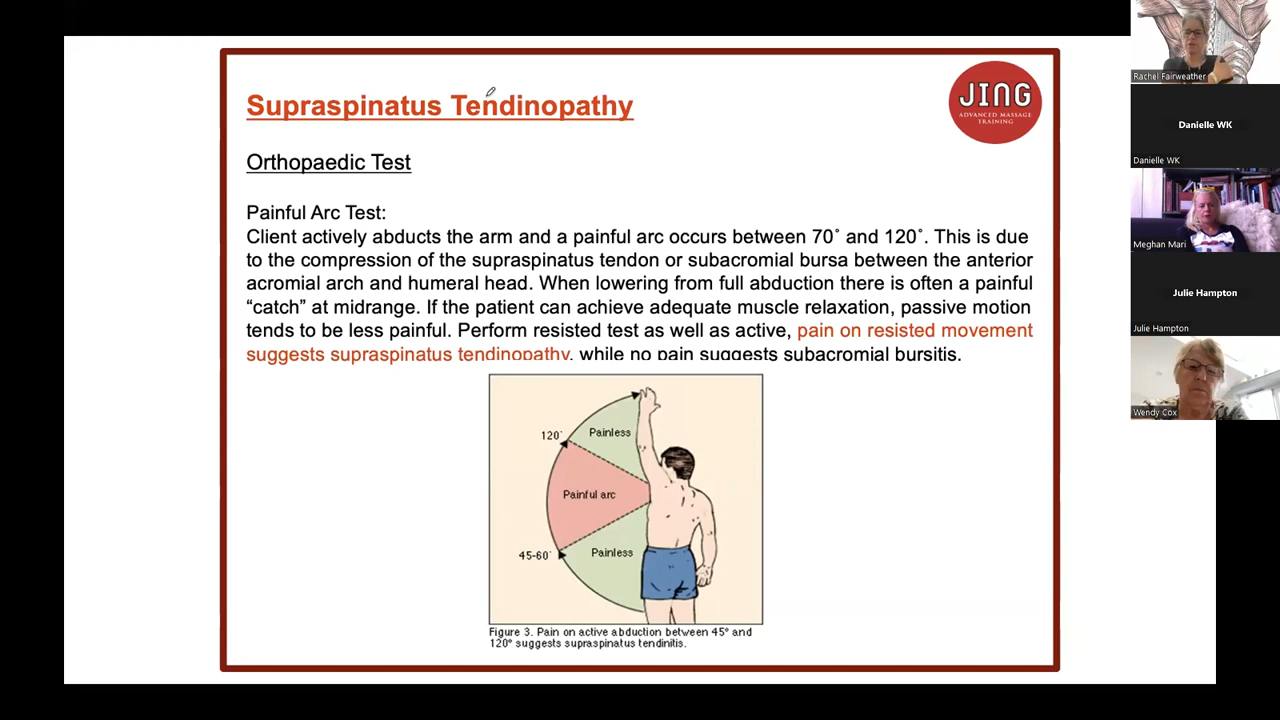 Supraspinatus Tendinopathy
JING
ADVANCED MASSAGE
TRAINING
Orthopaedic Test
Painful Arc Test:
Client actively abducts the arm and a painful arc occurs between 70˚ and 120˚. This is due
to the compression of the supraspinatus tendon or subacromial bursa between the anterior
acromial arch and humeral head. When lowering from full abduction there is often a painful
“catch” at midrange. If the patient can achieve adequate muscle relaxation, passive motion
tends to be less painful. Perform resisted test as well as active, pain on resisted movement
suggests supraspinatus tendinopathy, while no pain suggests subacromial bursitis.
120˚
Painless
Painful arc
45-60˚
Painless
Figure 3. Pain on active abduction between 45° and
120° suggests supraspinatus tendinitis.
Rachel Fairweather
Danielle WK
Danielle WK
Meghan Mari
Julie Hampton
Julie Hampton
Wendy Cox